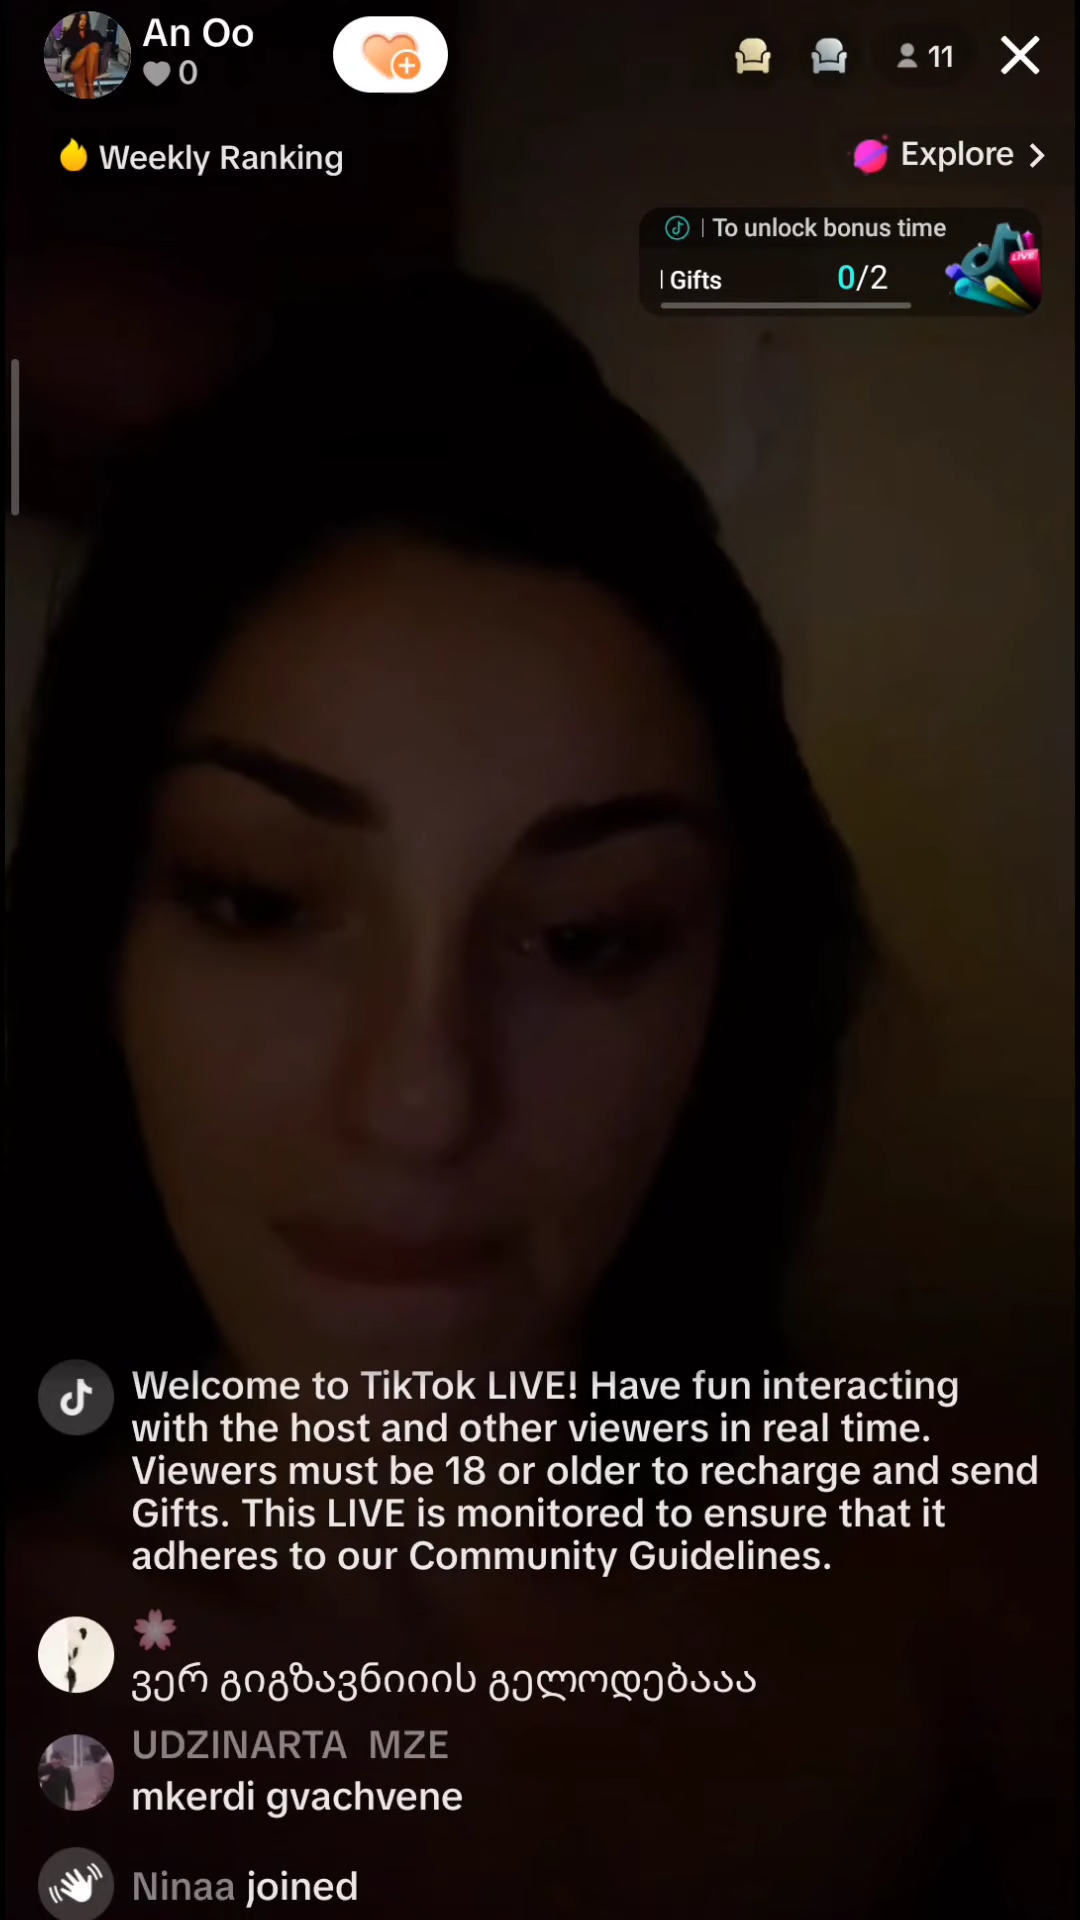 An Oo
0
11
Weekly Ranking
Explore
To unlock bonus time
Gifts 0/2
LIVE
Welcome to TikTok LIVE! Have fun interacting
with the host and other viewers in real time.
Viewers must be 18 or older to recharge and send
Gifts. This LIVE is monitored to ensure that it
adheres to our Community Guidelines.
🌸
ვერ გიგზავნიიის გელოდებააა
UDZINARTA MZE
mkerdi gvachvene
Ninaa joined